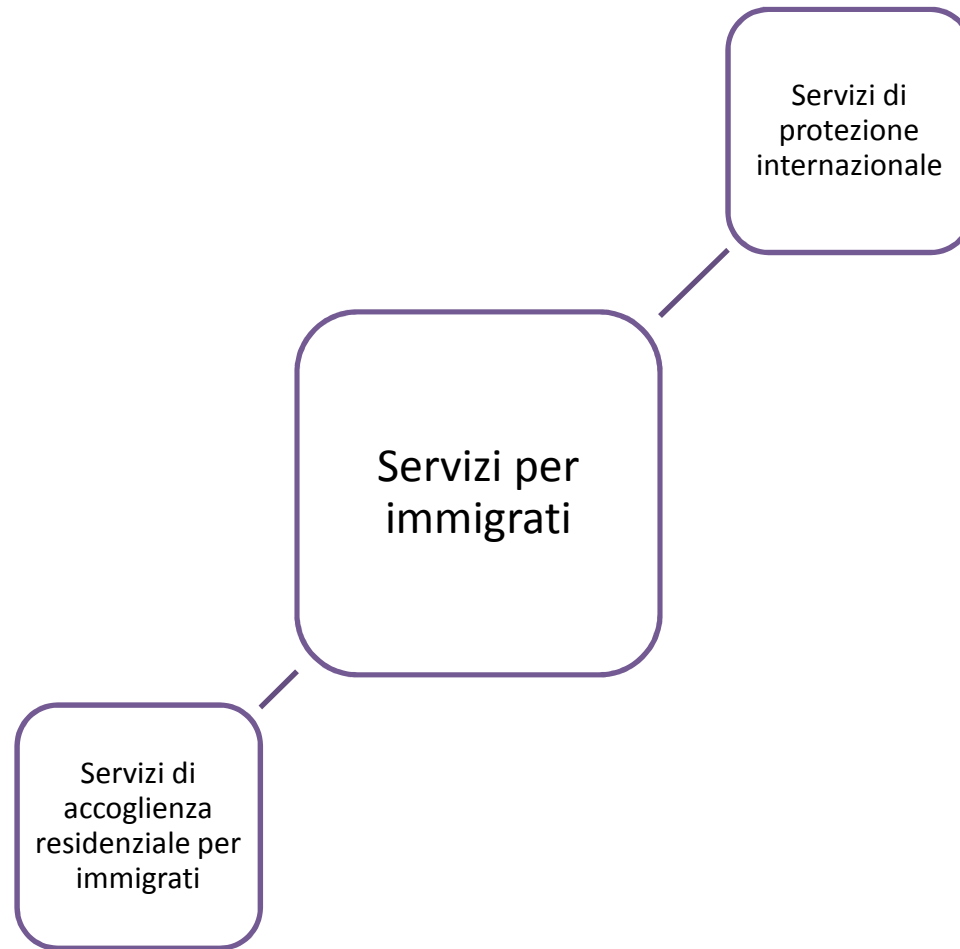 Servizi di
protezione
internazionale
Servizi per
immigrati
Servizi di
accoglienza
residenziale per
immigrati